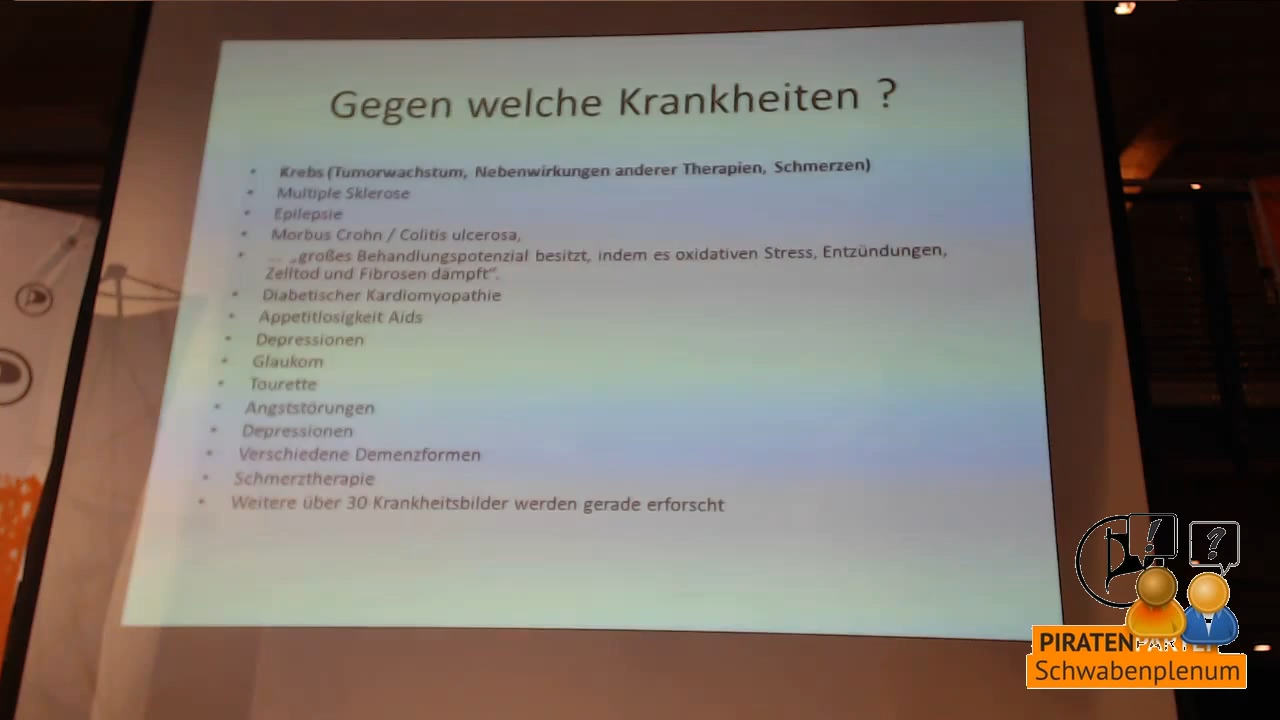 Gegen welche Krankheiten ?
• Krebs (Tumorwachstum, Nebenwirkungen anderer Therapien, Schmerzen)
• Multiple Sklerose
• Epilepsie
• Morbus Crohn / Colitis ulcerosa,
• ... „großes Behandlungspotenzial besitzt, indem es oxidativen Stress, Entzündungen,
Zelltod und Fibrosen dämpft“.
• Diabetischer Kardiomyopathie
• Appetitlosigkeit Aids
• Depressionen
• Glaukom
• Tourette
• Angststörungen
• Depressionen
• Verschiedene Demenzformen
• Schmerztherapie
• Weitere über 30 Krankheitsbilder werden gerade erforscht
! ?
PIRATENPARTEI
Schwabenplenum